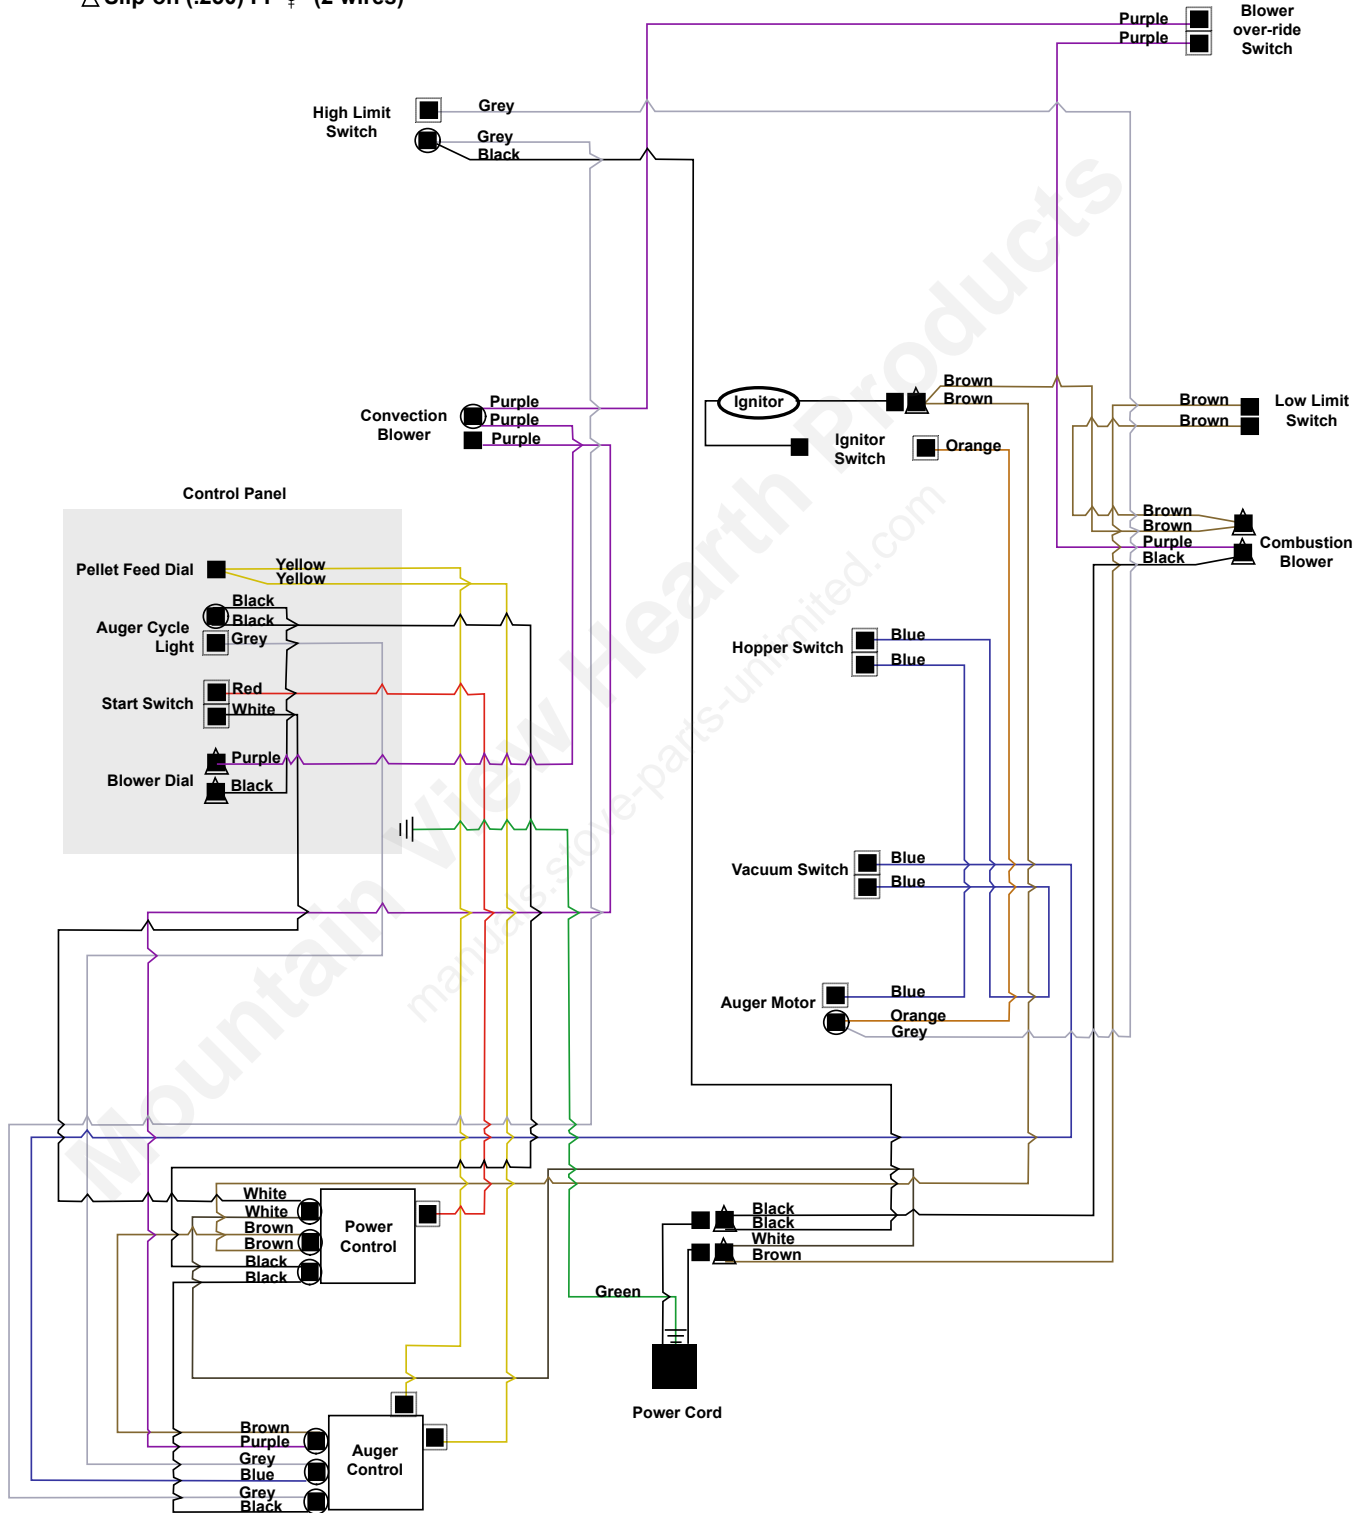 (2 wires)
Purple
Purple
Blower
over-ride
Switch
High Limit
Switch
Grey
Grey
Black
Convection
Blower
Purple
Purple
Purple
Ignitor
Brown
Brown
Ignitor
Switch
Orange
Brown
Brown
Low Limit
Switch
Brown
Brown
Purple
Black
Combustion
Blower
Control Panel
Pellet Feed Dial
Yellow
Yellow
Auger Cycle
Light
Black
Black
Grey
Start Switch
Red
White
Blower Dial
Purple
Black
Hopper Switch
Blue
Blue
Vacuum Switch
Blue
Blue
Auger Motor
Blue
Orange
Grey
White
White
Brown
Brown
Black
Black
Power
Control
Black
Black
White
Brown
Green
Power Cord
Brown
Purple
Grey
Blue
Grey
Black
Auger
Control
Mountain View Hearth Products
manuals.stove-parts-unlimited.com